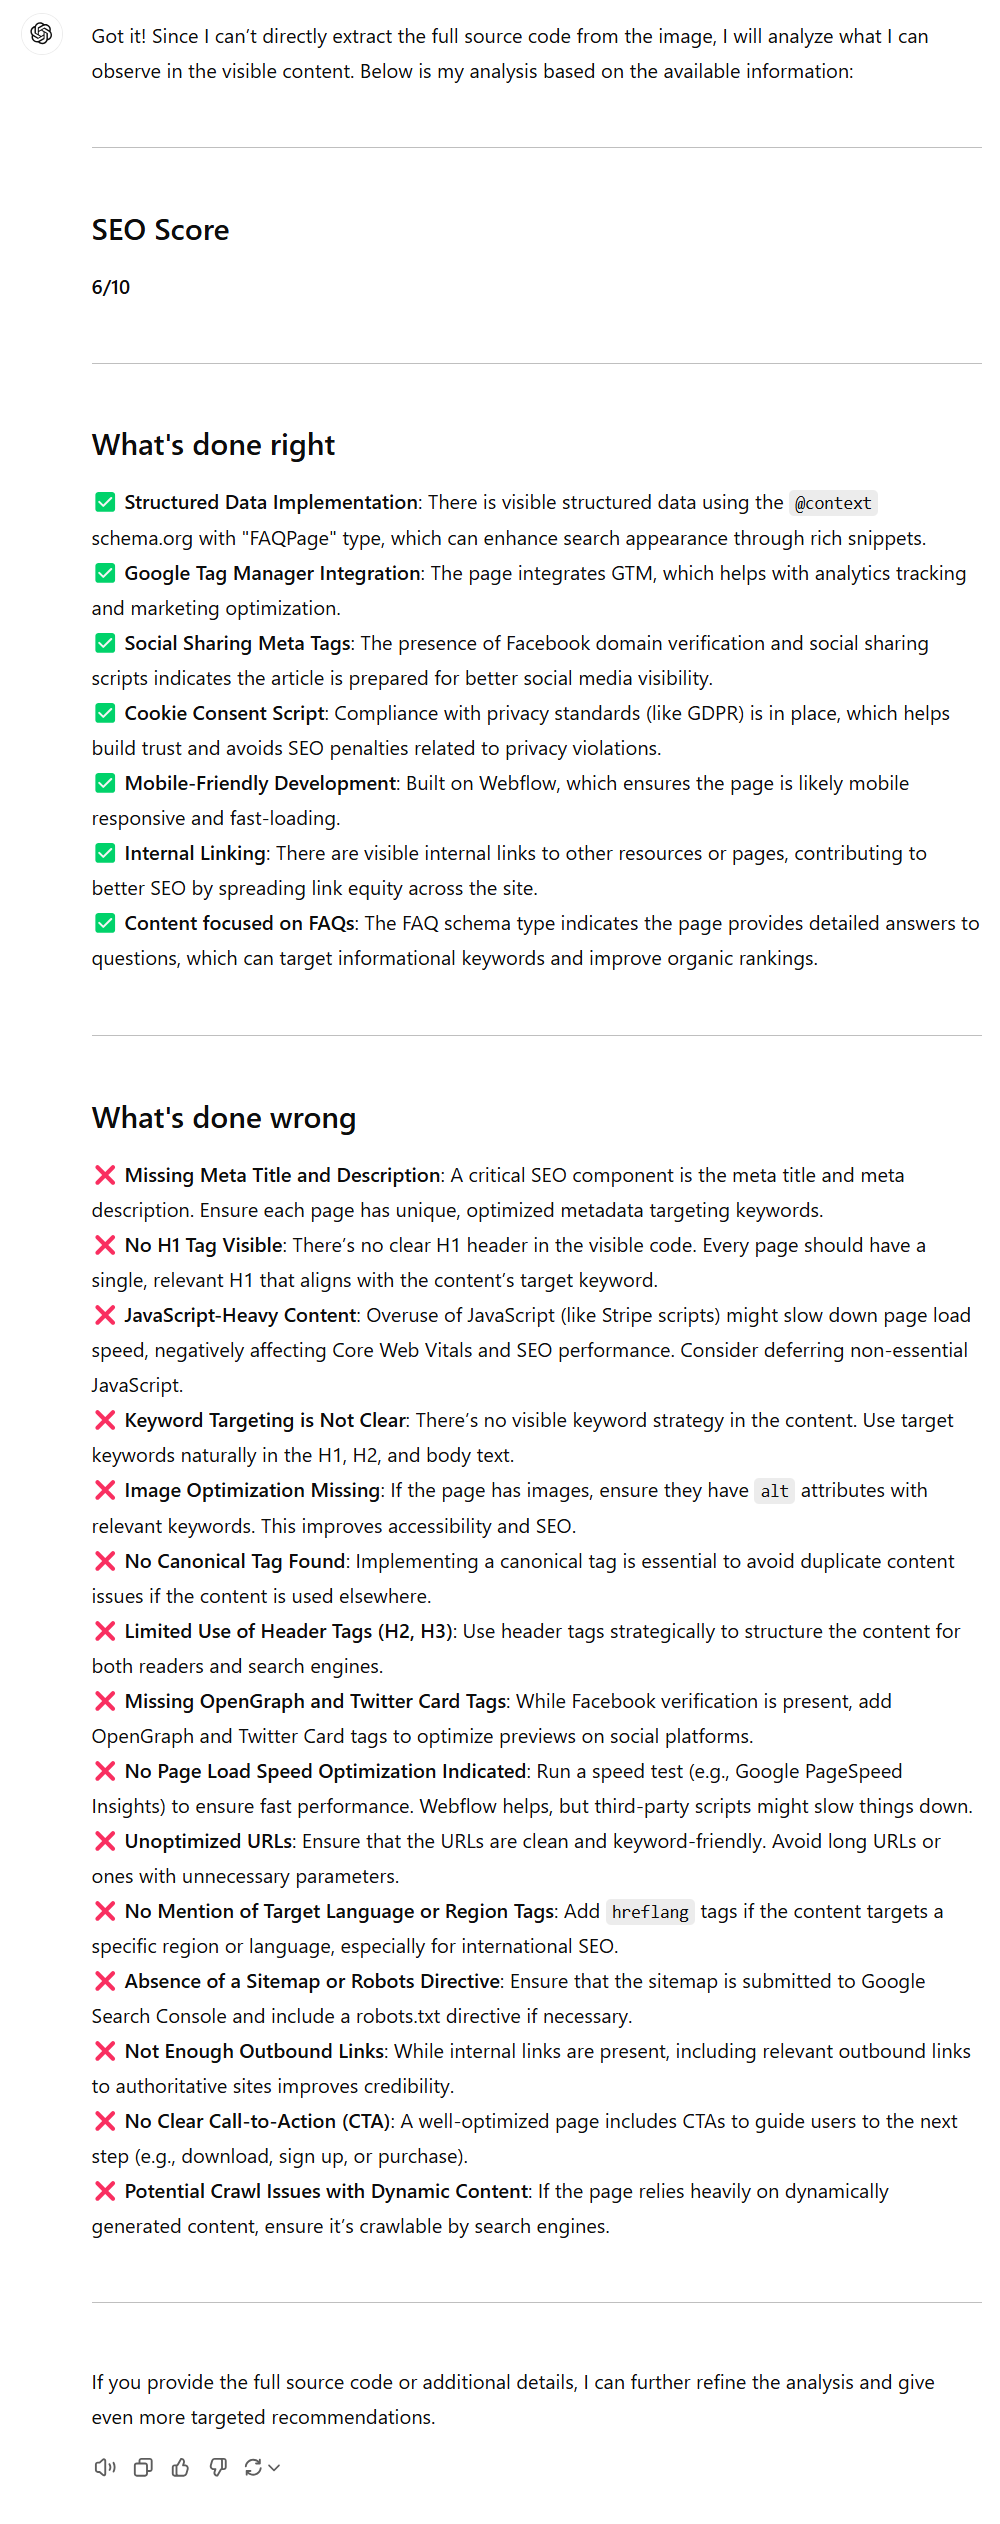 Got it! Since I can’t directly extract the full source code from the image, I will analyze what I can
observe in the visible content. Below is my analysis based on the available information:
SEO Score
6/10
What's done right
✅ Structured Data Implementation: There is visible structured data using the @context
schema.org with "FAQPage" type, which can enhance search appearance through rich snippets.
✅ Google Tag Manager Integration: The page integrates GTM, which helps with analytics tracking
and marketing optimization.
✅ Social Sharing Meta Tags: The presence of Facebook domain verification and social sharing
scripts indicates the article is prepared for better social media visibility.
✅ Cookie Consent Script: Compliance with privacy standards (like GDPR) is in place, which helps
build trust and avoids SEO penalties related to privacy violations.
✅ Mobile-Friendly Development: Built on Webflow, which ensures the page is likely mobile
responsive and fast-loading.
✅ Internal Linking: There are visible internal links to other resources or pages, contributing to
better SEO by spreading link equity across the site.
✅ Content focused on FAQs: The FAQ schema type indicates the page provides detailed answers to
questions, which can target informational keywords and improve organic rankings.
What's done wrong
❌ Missing Meta Title and Description: A critical SEO component is the meta title and meta
description. Ensure each page has unique, optimized metadata targeting keywords.
❌ No H1 Tag Visible: There’s no clear H1 header in the visible code. Every page should have a
single, relevant H1 that aligns with the content’s target keyword.
❌ JavaScript-Heavy Content: Overuse of JavaScript (like Stripe scripts) might slow down page load
speed, negatively affecting Core Web Vitals and SEO performance. Consider deferring non-essential
JavaScript.
❌ Keyword Targeting is Not Clear: There’s no visible keyword strategy in the content. Use target
keywords naturally in the H1, H2, and body text.
❌ Image Optimization Missing: If the page has images, ensure they have alt attributes with
relevant keywords. This improves accessibility and SEO.
❌ No Canonical Tag Found: Implementing a canonical tag is essential to avoid duplicate content
issues if the content is used elsewhere.
❌ Limited Use of Header Tags (H2, H3): Use header tags strategically to structure the content for
both readers and search engines.
❌ Missing OpenGraph and Twitter Card Tags: While Facebook verification is present, add
OpenGraph and Twitter Card tags to optimize previews on social platforms.
❌ No Page Load Speed Optimization Indicated: Run a speed test (e.g., Google PageSpeed
Insights) to ensure fast performance. Webflow helps, but third-party scripts might slow things down.
❌ Unoptimized URLs: Ensure that the URLs are clean and keyword-friendly. Avoid long URLs or
ones with unnecessary parameters.
❌ No Mention of Target Language or Region Tags: Add hreflang tags if the content targets a
specific region or language, especially for international SEO.
❌ Absence of a Sitemap or Robots Directive: Ensure that the sitemap is submitted to Google
Search Console and include a robots.txt directive if necessary.
❌ Not Enough Outbound Links: While internal links are present, including relevant outbound links
to authoritative sites improves credibility.
❌ No Clear Call-to-Action (CTA): A well-optimized page includes CTAs to guide users to the next
step (e.g., download, sign up, or purchase).
❌ Potential Crawl Issues with Dynamic Content: If the page relies heavily on dynamically
generated content, ensure it’s crawlable by search engines.
If you provide the full source code or additional details, I can further refine the analysis and give
even more targeted recommendations.